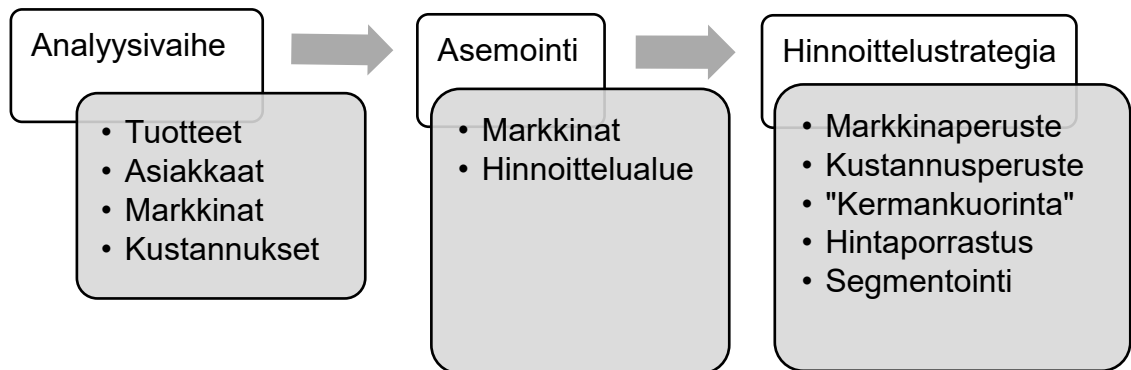 Analyysivaihe
• Tuotteet
• Asiakkaat
• Markkinat
• Kustannukset
Asemointi
• Markkinat
• Hinnoittelualue
Hinnoittelustrategia
• Markkinaperuste
• Kustannusperuste
• "Kermankuorinta"
• Hintaporrastus
• Segmentointi